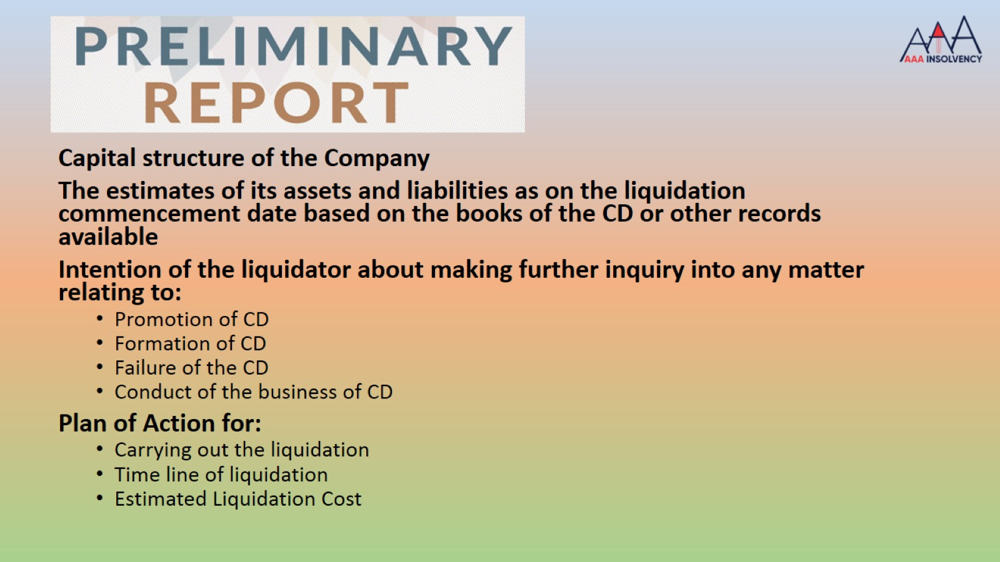 PRELIMINARY
REPORT
AAA INSOLVENCY
Capital structure of the Company
The estimates of its assets and liabilities as on the liquidation
commencement date based on the books of the CD or other records
available
Intention of the liquidator about making further inquiry into any matter
relating to:
• Promotion of CD
• Formation of CD
• Failure of the CD
• Conduct of the business of CD
Plan of Action for:
• Carrying out the liquidation
• Time line of liquidation
• Estimated Liquidation Cost